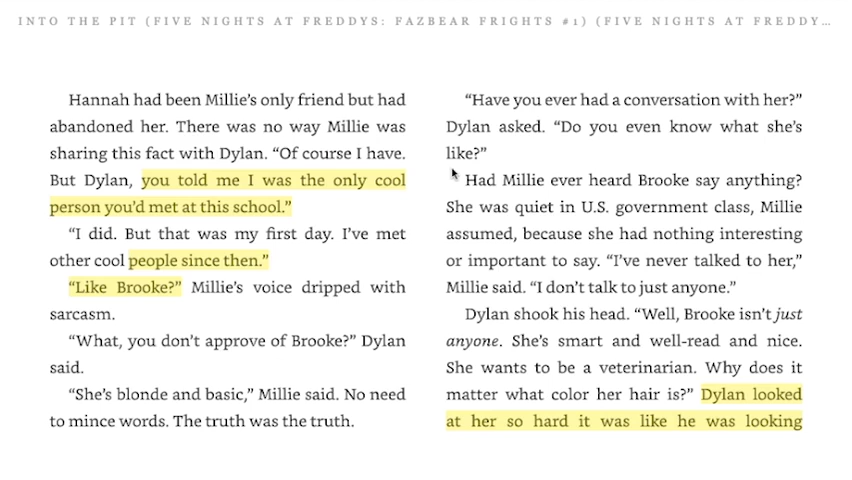 INTO THE PIT (FIVE NIGHTS AT FREDDYS: FAZBEAR FRIGHTS #1) (FIVE NIGHTS AT FREDDY…
Hannah had been Millie’s only friend but had
abandoned her. There was no way Millie was
sharing this fact with Dylan. “Of course I have.
But Dylan, you told me I was the only cool
person you’d met at this school.”
“I did. But that was my first day. I’ve met
other cool people since then.”
“Like Brooke?” Millie’s voice dripped with
sarcasm.
“What, you don’t approve of Brooke?” Dylan
said.
“She’s blonde and basic,” Millie said. No need
to mince words. The truth was the truth.
“Have you ever had a conversation with her?”
Dylan asked. “Do you even know what she’s
like?”
Had Millie ever heard Brooke say anything?
She was quiet in U.S. government class, Millie
assumed, because she had nothing interesting
or important to say. “I’ve never talked to her,”
Millie said. “I don’t talk to just anyone.”
Dylan shook his head. “Well, Brooke isn’t just
anyone. She’s smart and well-read and nice.
She wants to be a veterinarian. Why does it
matter what color her hair is?” Dylan looked
at her so hard it was like he was looking